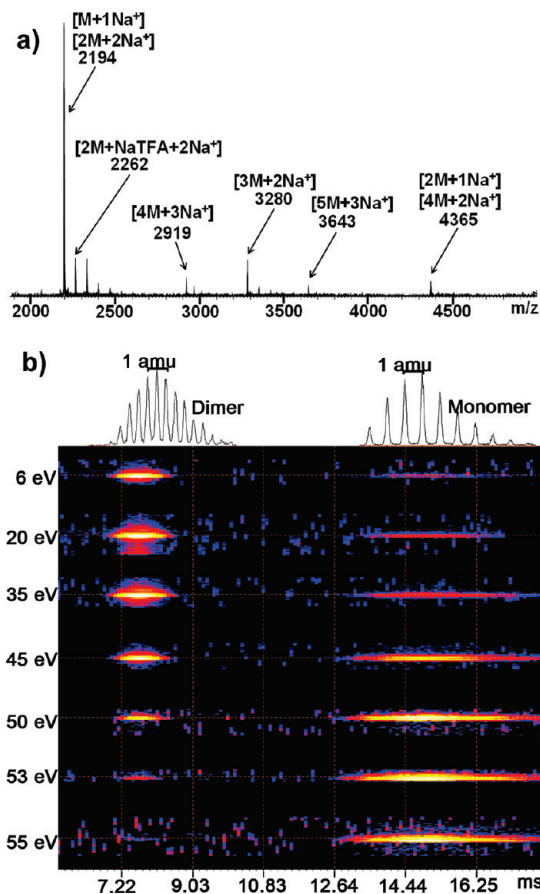 a)
[M+1Na⁺]
[2M+2Na⁺]
2194
[2M+NaTFA+2Na⁺]
2262
[4M+3Na⁺]
2919
[3M+2Na⁺]
3280
[5M+3Na⁺]
3643
[2M+1Na⁺]
[4M+2Na⁺]
4365
2000 2500 3000 3500 4000 4500 m/z
b)
1 amµ
Dimer
1 amµ
Monomer
6 eV
20 eV
35 eV
45 eV
50 eV
53 eV
55 eV
7.22 9.03 10.83 12.64 14.44 16.25 ms